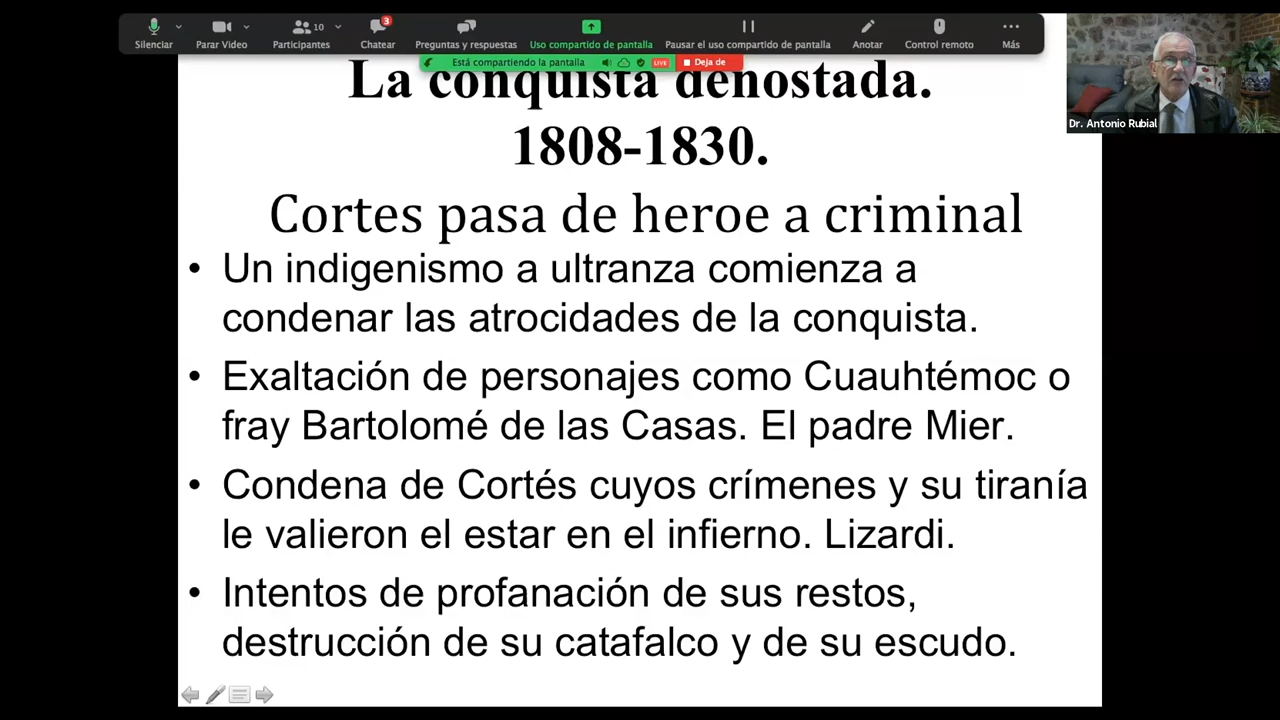 Silenciar
Parar Video
10
Participantes
3
Chatear
Preguntas y respuestas
Uso compartido de pantalla
Pausar el uso compartido de pantalla
Anotar
Control remoto
Más
Está compartiendo la pantalla
LIVE
Deja de
Dr. Antonio Rubial
La conquista denostada.
1808-1830.
Cortes pasa de heroe a criminal
• Un indigenismo a ultranza comienza a
condenar las atrocidades de la conquista.
• Exaltación de personajes como Cuauhtémoc o
fray Bartolomé de las Casas. El padre Mier.
• Condena de Cortés cuyos crímenes y su tiranía
le valieron el estar en el infierno. Lizardi.
• Intentos de profanación de sus restos,
destrucción de su catafalco y de su escudo.